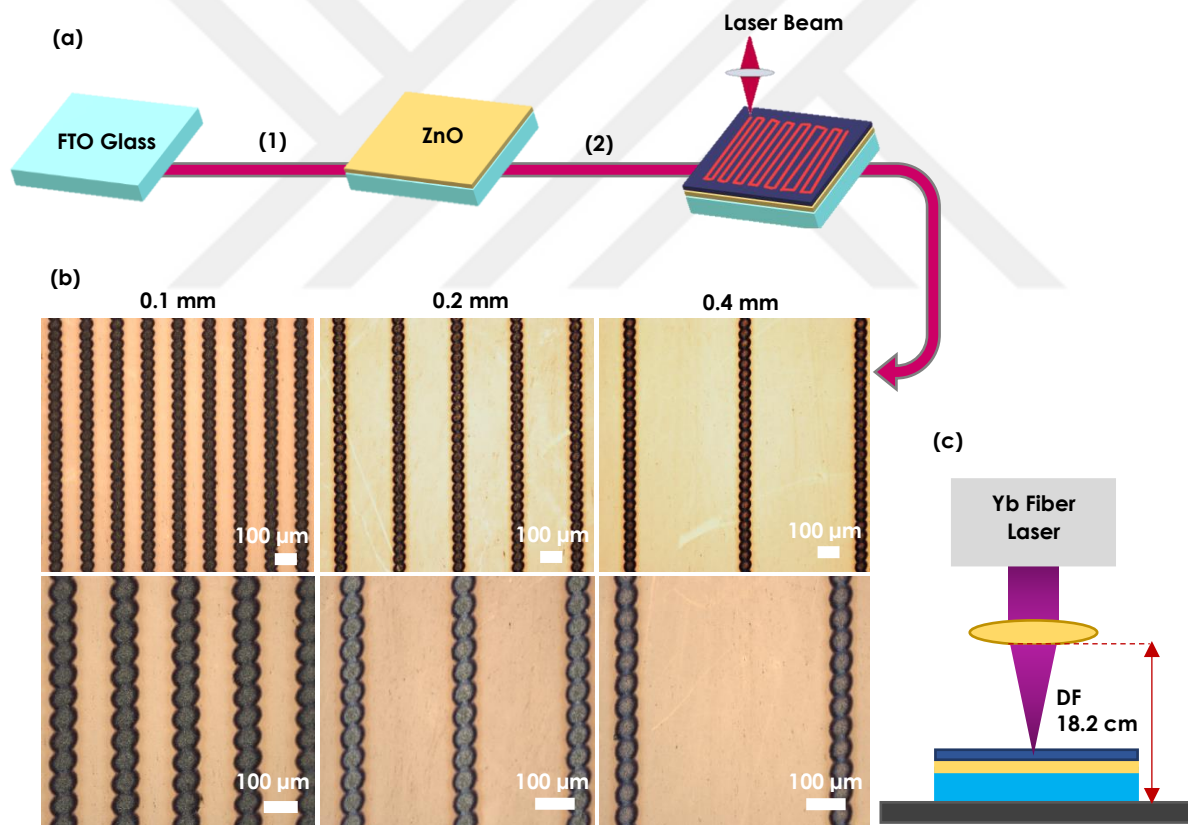 (a)
Laser Beam
FTO Glass
(1)
ZnO
(2)
(b)
0.1 mm
0.2 mm
0.4 mm
100 µm
100 µm
100 µm
100 µm
100 µm
100 µm
(c)
Yb Fiber
Laser
DF
18.2 cm